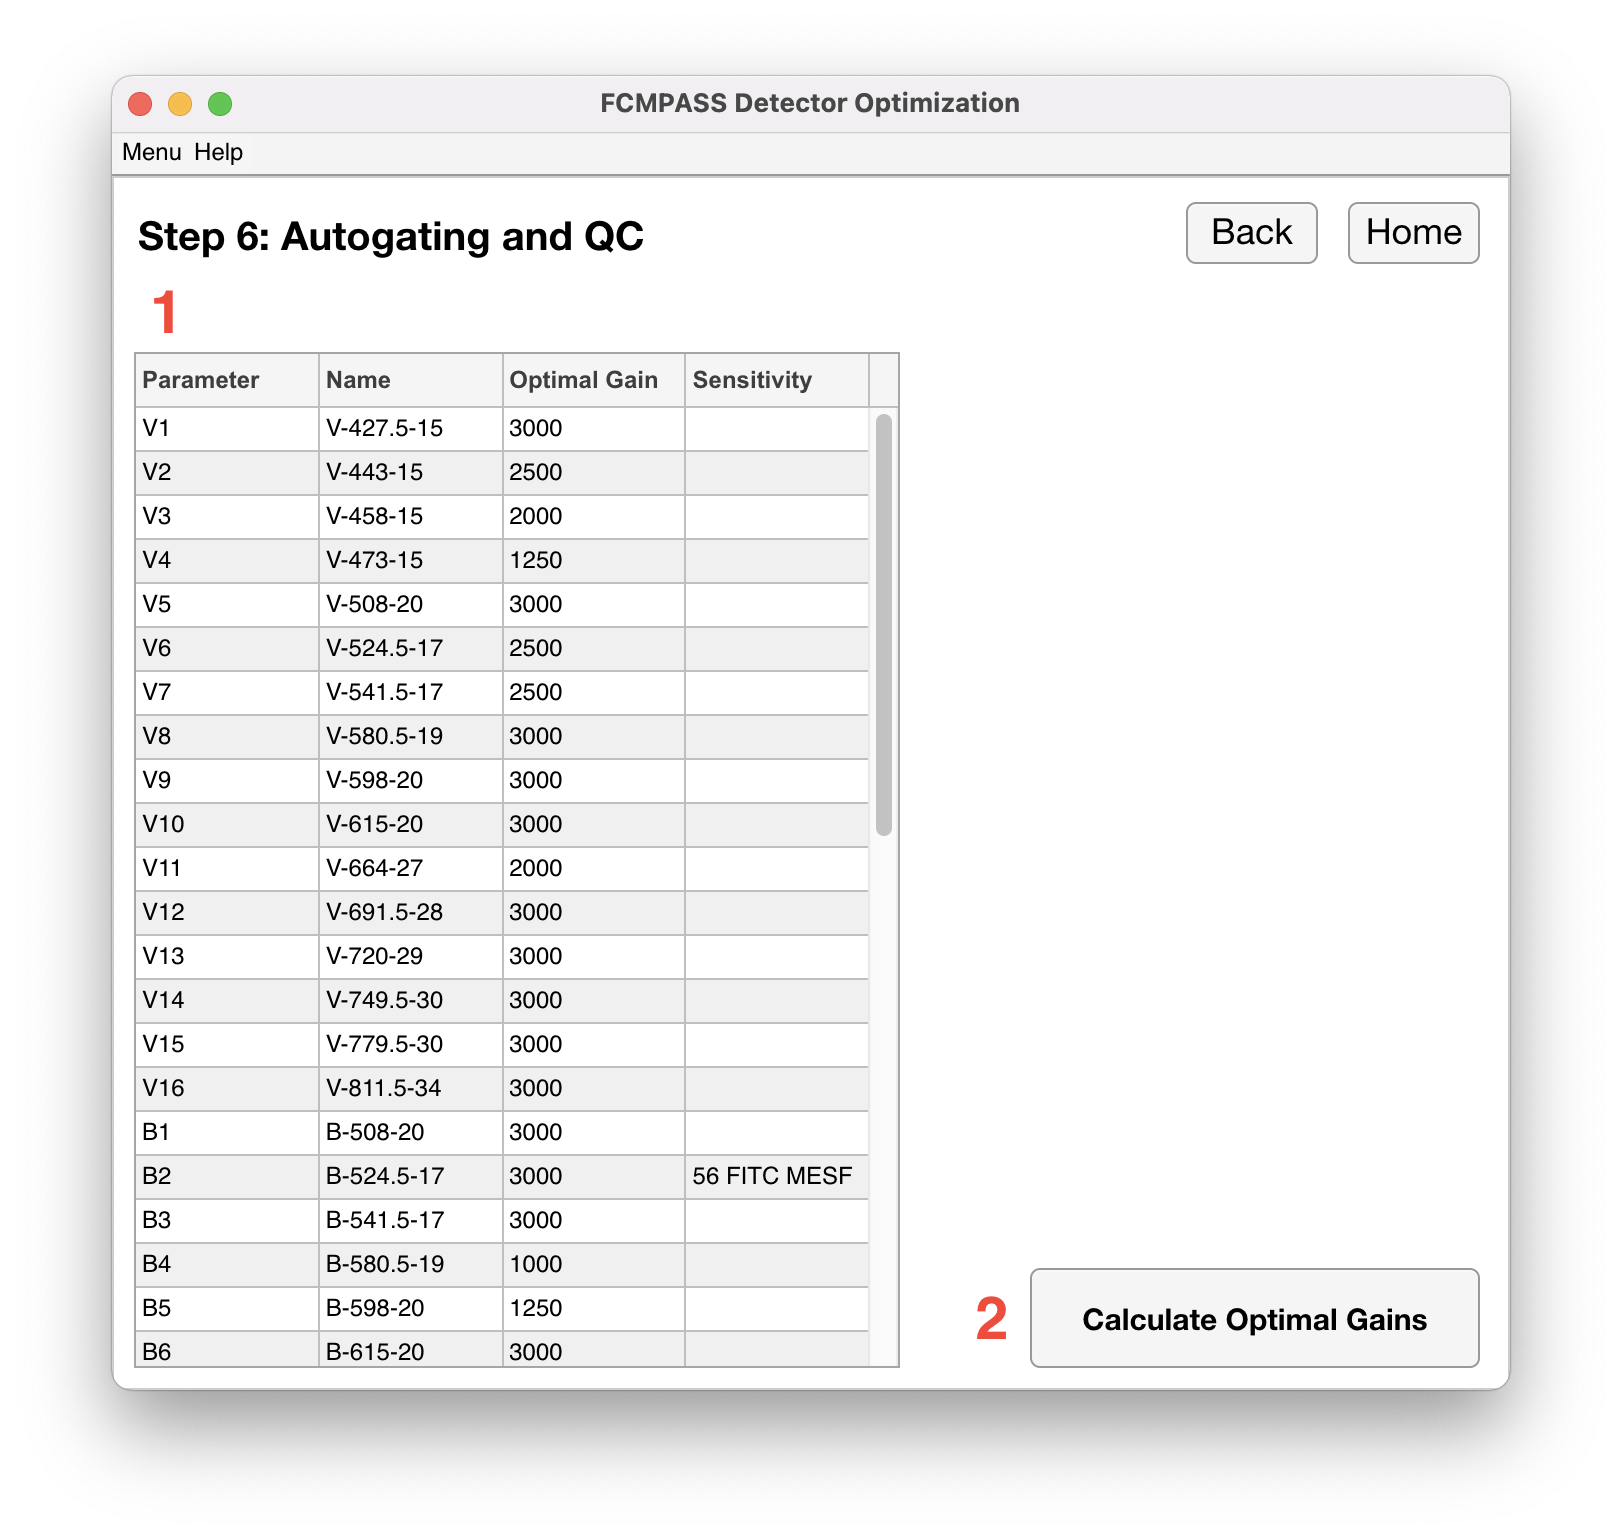 FCMPASS Detector Optimization
Menu Help
Step 6: Autogating and QC
Back Home
1
Parameter Name Optimal Gain Sensitivity
V1 V-427.5-15 3000
V2 V-443-15 2500
V3 V-458-15 2000
V4 V-473-15 1250
V5 V-508-20 3000
V6 V-524.5-17 2500
V7 V-541.5-17 2500
V8 V-580.5-19 3000
V9 V-598-20 3000
V10 V-615-20 3000
V11 V-664-27 2000
V12 V-691.5-28 3000
V13 V-720-29 3000
V14 V-749.5-30 3000
V15 V-779.5-30 3000
V16 V-811.5-34 3000
B1 B-508-20 3000
B2 B-524.5-17 3000 56 FITC MESF
B3 B-541.5-17 3000
B4 B-580.5-19 1000
B5 B-598-20 1250
B6 B-615-20 3000
2 Calculate Optimal Gains